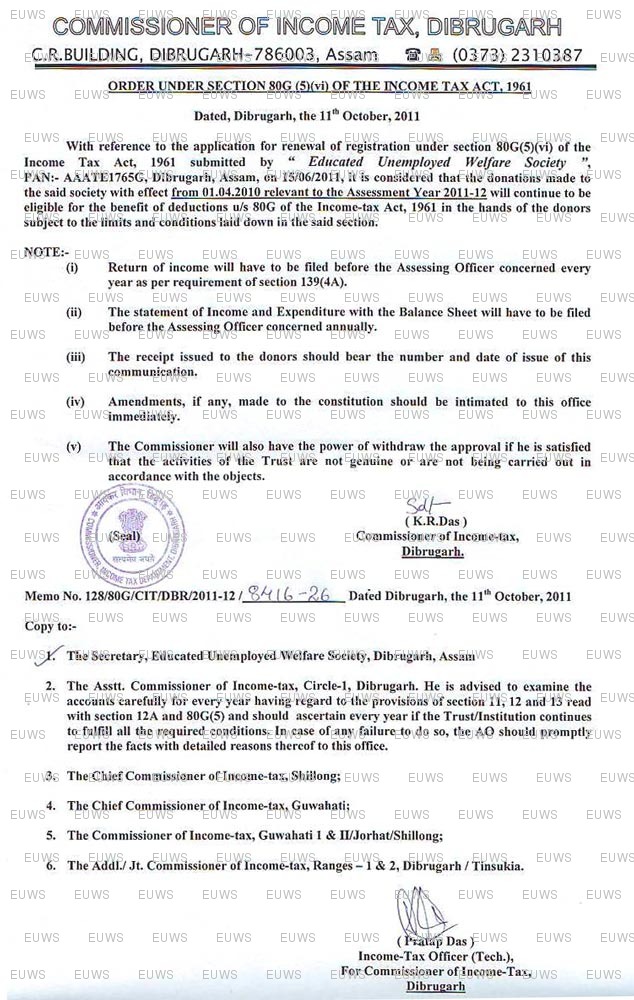 COMMISSIONER OF INCOME TAX, DIBRUGARH
C.R.BUILDING, DIBRUGARH-786003, Assam ☎ (0373) 2310387
ORDER UNDER SECTION 80G (5)(vi) OF THE INCOME TAX ACT, 1961
Dated, Dibrugarh, the 11th October, 2011
With reference to the application for renewal of registration under section 80G(5)(vi) of the
Income Tax Act, 1961 submitted by “ Educated Unemployed Welfare Society ”,
PAN:- AAATE1765G, Dibrugarh, Assam, on 15/06/2011, it is considered that the donations made to
the said society with effect from 01.04.2010 relevant to the Assessment Year 2011-12 will continue to be
eligible for the benefit of deductions u/s 80G of the Income-tax Act, 1961 in the hands of the donors
subject to the limits and conditions laid down in the said section.
NOTE:-
(i) Return of income will have to be filed before the Assessing Officer concerned every
year as per requirement of section 139(4A).
(ii) The statement of Income and Expenditure with the Balance Sheet will have to be filed
before the Assessing Officer concerned annually.
(iii) The receipt issued to the donors should bear the number and date of issue of this
communication.
(iv) Amendments, if any, made to the constitution should be intimated to this office
immediately.
(v) The Commissioner will also have the power of withdraw the approval if he is satisfied
that the activities of the Trust are not genuine or are not being carried out in
accordance with the objects.
(Seal)
सत्यमेव जयते
COMMISSIONER INCOME TAX DEPARTMENT DIBRUGARH
Sd/-
( K.R.Das )
Commissioner of Income-tax,
Dibrugarh.
Memo No. 128/80G/CIT/DBR/2011-12 / 8416-26 Dated Dibrugarh, the 11th October, 2011
Copy to:-
1. The Secretary, Educated Unemployed Welfare Society, Dibrugarh, Assam
2. The Asstt. Commissioner of Income-tax, Circle-1, Dibrugarh. He is advised to examine the
accounts carefully for every year having regard to the provisions of section 11, 12 and 13 read
with section 12A and 80G(5) and should ascertain every year if the Trust/Institution continues
to fulfill all the required conditions. In case of any failure to do so, the AO should promptly
report the facts with detailed reasons thereof to this office.
3. The Chief Commissioner of Income-tax, Shillong;
4. The Chief Commissioner of Income-tax, Guwahati;
5. The Commissioner of Income-tax, Guwahati 1 & II/Jorhat/Shillong;
6. The Addl./ Jt. Commissioner of Income-tax, Ranges – 1 & 2, Dibrugarh / Tinsukia.
( Pratap Das )
Income-Tax Officer (Tech.),
For Commissioner of Income-Tax,
Dibrugarh
EUWS